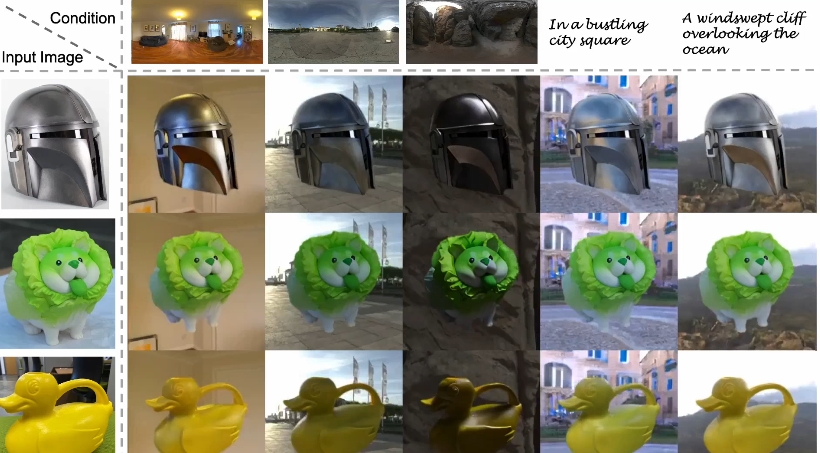 Condition
Input Image
In a bustling
city square
A windswept cliff
overlooking the
ocean